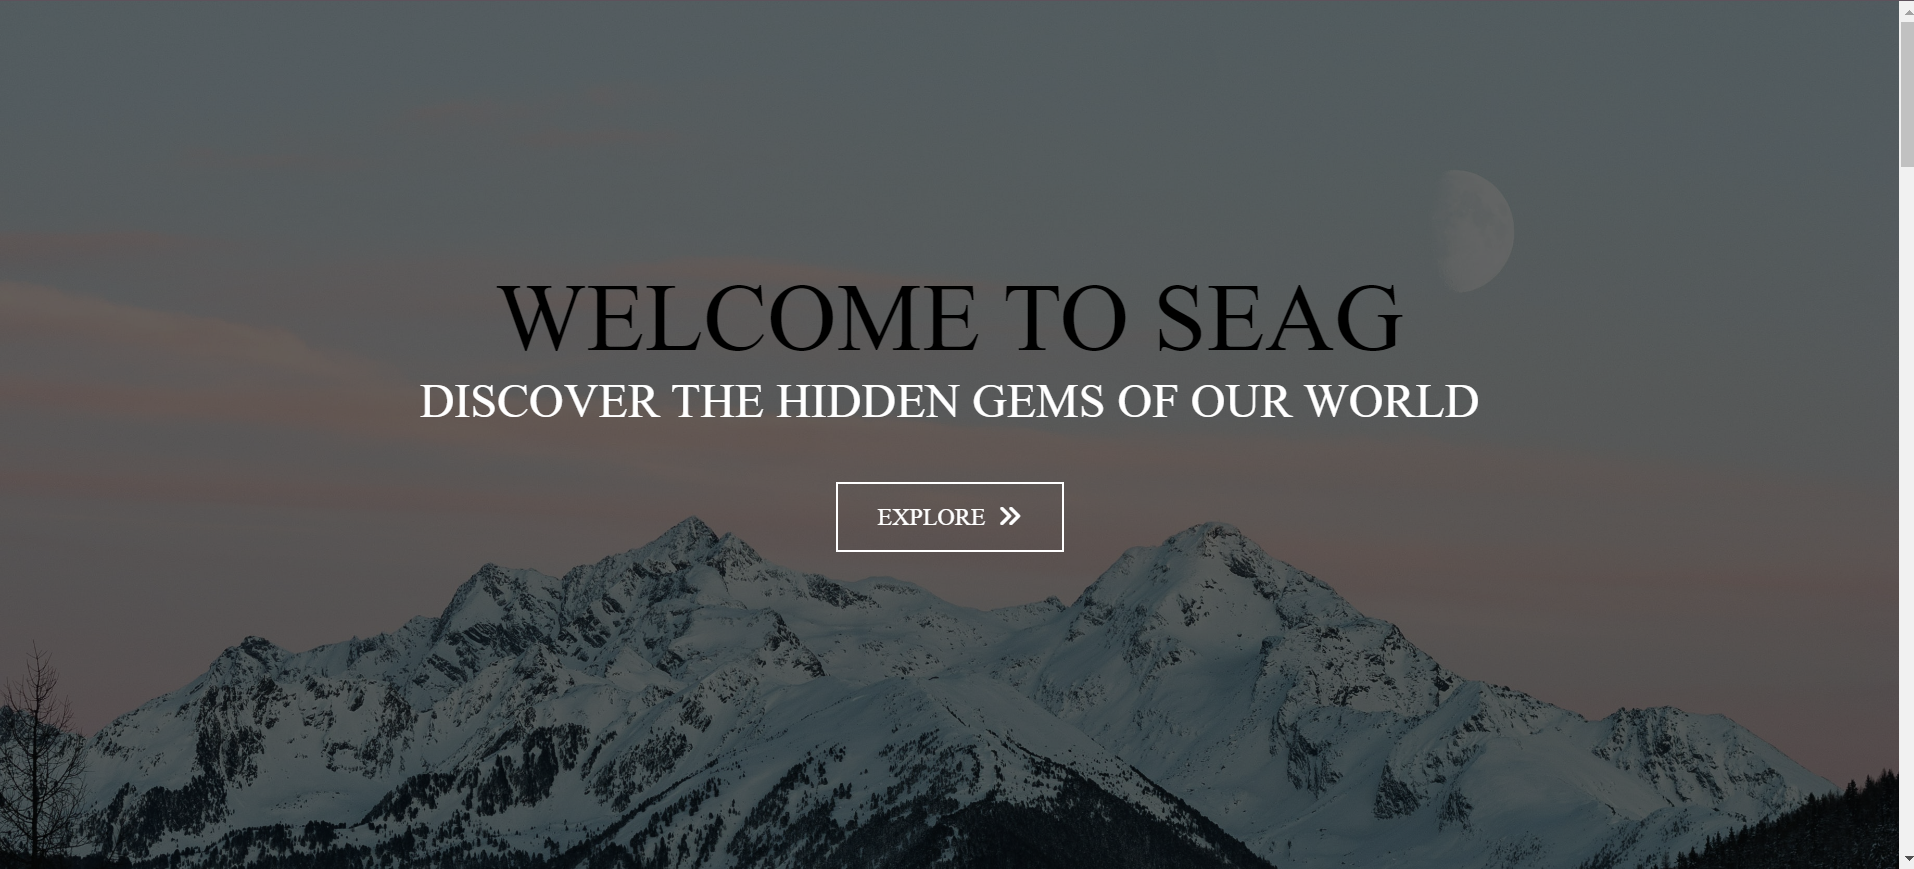 WELCOME TO SEAG
DISCOVER THE HIDDEN GEMS OF OUR WORLD
EXPLORE